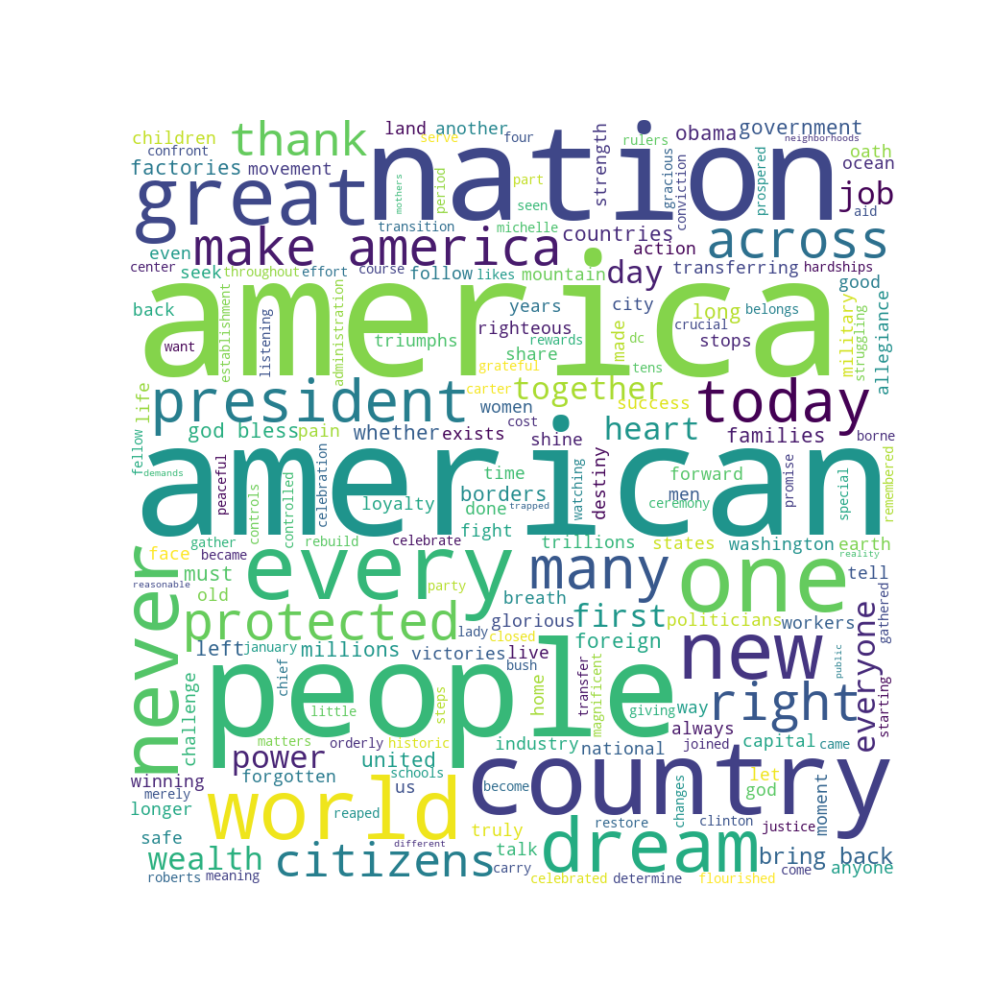 children
land
another
serve
four
thank
strength
rulers
obama
government
neighborhoods
confront
nation
gracious
conviction
oath
ocean
factories
movement
mothers
period
part
seen
prospered
job
aid
great
transition
michelle
make america
countries
action
across
even
center
seek
throughout
effort
course
follow
likes
mountain
day
transferring
hardships
good
back
establishment
listening
america
administration
years
city
long
belongs
military
struggling
allegiance
want
triumphs
righteous
share
rewards
made
dc
crucial
stops
grateful
tens
life
president
carter
together
today
women
success
god bless
pain
whether
exists
cost
shine
heart
families
borne
fellow
demands
peaceful
celebration
american
time
watching
destiny
forward
men
promise
special
remembered
controls
controlled
loyalty
borders
done
trapped
ceremony
fight
gather
rebuild
celebrate
trillions
states
washington
earth
face
became
reality
never
reasonable
every
many
one
tell
must
party
old
breath
gathered
protected
glorious
first
politicians
workers
lady
closed
foreign
left
january
millions
victories
live
new
everyone
public
challenge
chief
people
bush
transfer
home
magnificent
steps
right
starting
little
giving
way
always
matters
orderly
historic
industry
national
joined
capital
came
power
united
country
winning
forgotten
schools
us
become
let
god
moment
merely
longer
world
reaped
changes
restore
clinton
justice
truly
safe
different
dream
wealth
citizens
talk
bring back
roberts
meaning
carry
come
anyone
celebrated
determine
flourished